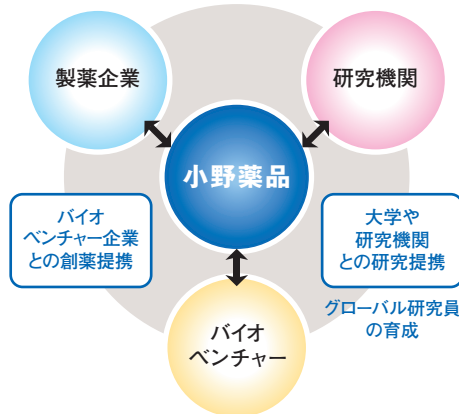 製薬企業
研究機関
小野薬品
バイオ
ベンチャー企業
との創薬提携
大学や
研究機関
との研究提携
グローバル研究員
の育成
バイオ
ベンチャー